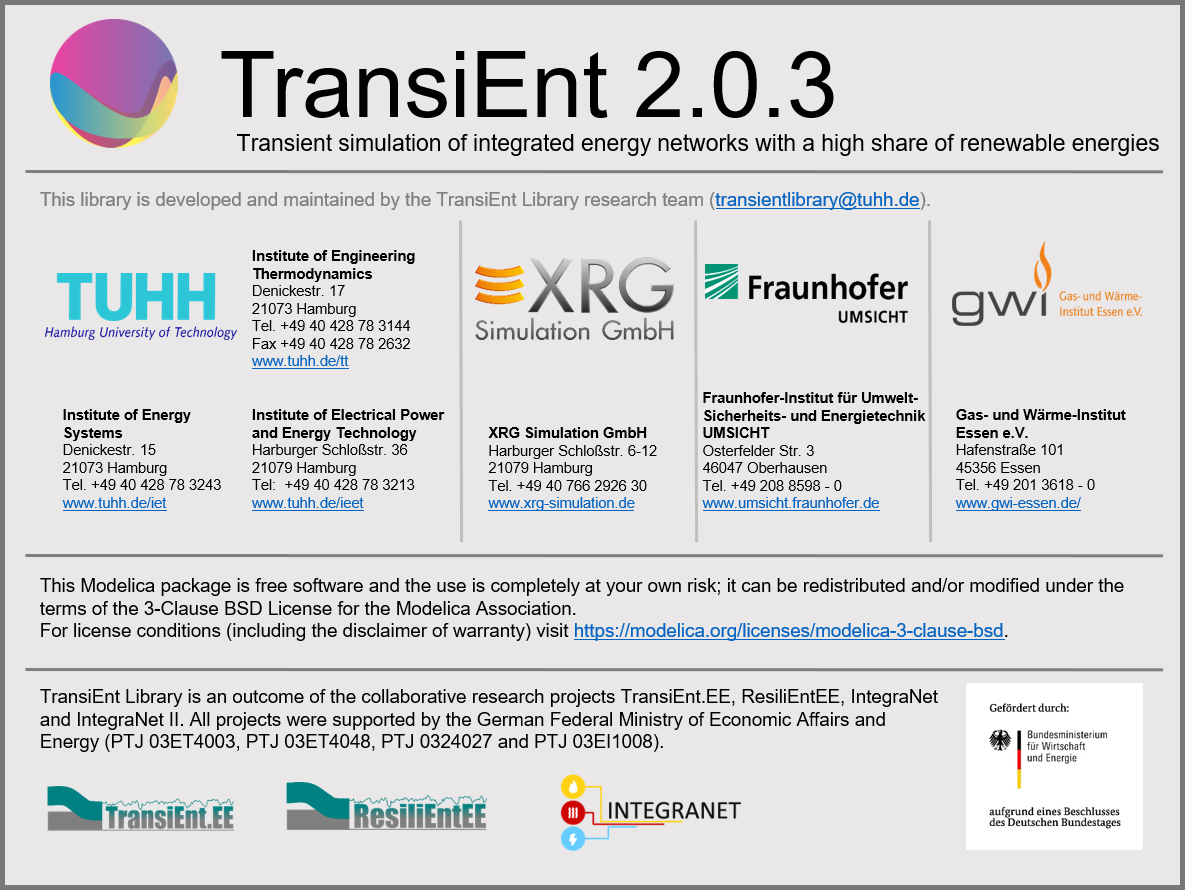 TransiEnt 2.0.3
Transient simulation of integrated energy networks with a high share of renewable energies
This library is developed and maintained by the TransiEnt Library research team (transientlibrary@tuhh.de).
TUHH
Hamburg University of Technology
Institute of Engineering
Thermodynamics
Denickestr. 17
21073 Hamburg
Tel. +49 40 428 78 3144
Fax +49 40 428 78 2632
www.tuhh.de/tt
Institute of Energy
Systems
Denickestr. 15
21073 Hamburg
Tel. +49 40 428 78 3243
www.tuhh.de/iet
Institute of Electrical Power
and Energy Technology
Harburger Schloßstr. 36
21079 Hamburg
Tel:  +49 40 428 78 3213
www.tuhh.de/ieet
XRG
Simulation GmbH
XRG Simulation GmbH
Harburger Schloßstr. 6-12
21079 Hamburg
Tel. +49 40 766 2926 30
www.xrg-simulation.de
Fraunhofer
UMSICHT
Fraunhofer-Institut für Umwelt-
Sicherheits- und Energietechnik
UMSICHT
Osterfelder Str. 3
46047 Oberhausen
Tel. +49 208 8598 - 0
www.umsicht.fraunhofer.de
gwi
Gas- und Wärme-
Institut Essen e.V.
Gas- und Wärme-Institut
Essen e.V.
Hafenstraße 101
45356 Essen
Tel. +49 201 3618 - 0
www.gwi-essen.de/
This Modelica package is free software and the use is completely at your own risk; it can be redistributed and/or modified under the
terms of the 3-Clause BSD License for the Modelica Association.
For license conditions (including the disclaimer of warranty) visit https://modelica.org/licenses/modelica-3-clause-bsd.
TransiEnt Library is an outcome of the collaborative research projects TransiEnt.EE, ResiliEntEE, IntegraNet
and IntegraNet II. All projects were supported by the German Federal Ministry of Economic Affairs and
Energy (PTJ 03ET4003, PTJ 03ET4048, PTJ 0324027 and PTJ 03EI1008).
TransiEnt.EE
ResiliEntEE
INTEGRANET
Gefördert durch:
Bundesministerium
für Wirtschaft
und Energie
aufgrund eines Beschlusses
des Deutschen Bundestages